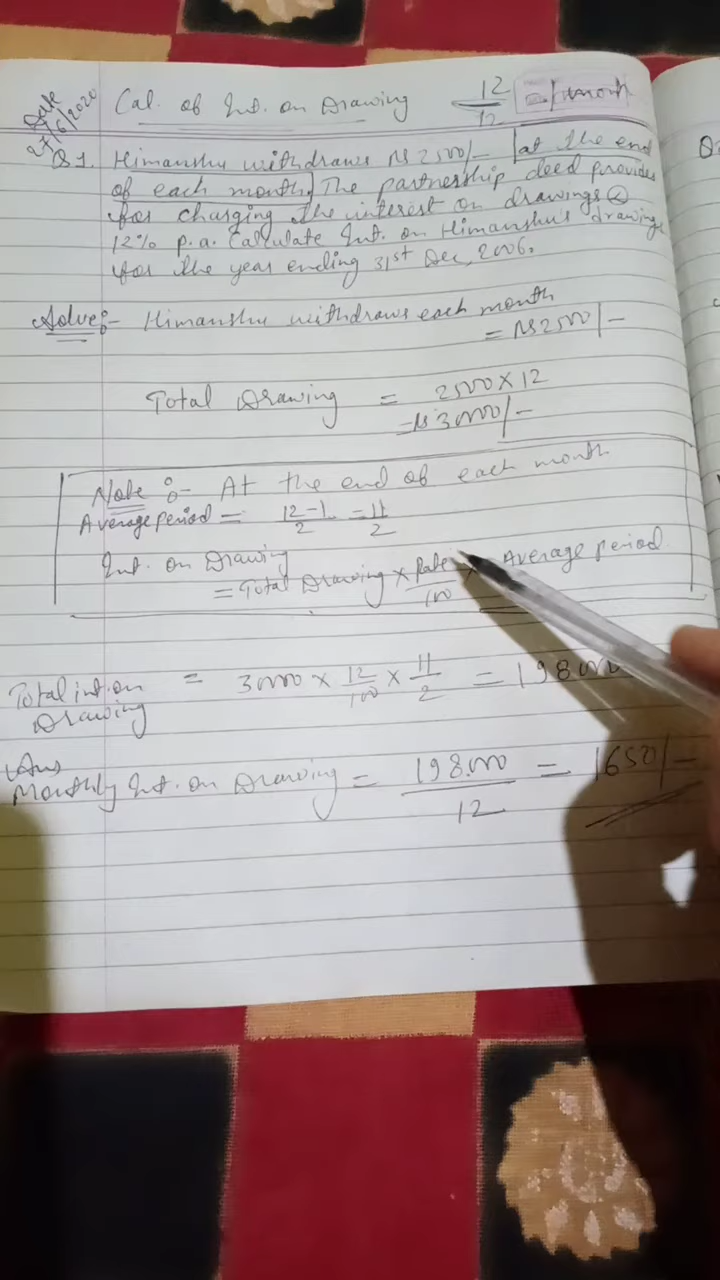 Date 27/6/2020
Cal. of Int. on Drawing 12/12 /month
Q1. Himanshu withdraws Rs 2500/- at the end
of each month. The partnership deed provides
for charging the interest on drawings @
12% p.a. Calculate Int. on Himanshu's drawings
for the year ending 31st Dec, 2006.
Solve:- Himanshu withdraws each month
= Rs 2500/-
Total Drawing = 2500 × 12
= Rs 30000/-
Note :- At the end of each month
Average period = 12-1/2 = 11/2
Int. on Drawing
= Total Drawing × Rate/100 × Average period.
Total int. on Drawing = 30000 × 12/100 × 11/2 = 198000
Ans
Monthly Int. on Drawing = 198000/12 = 1650/-